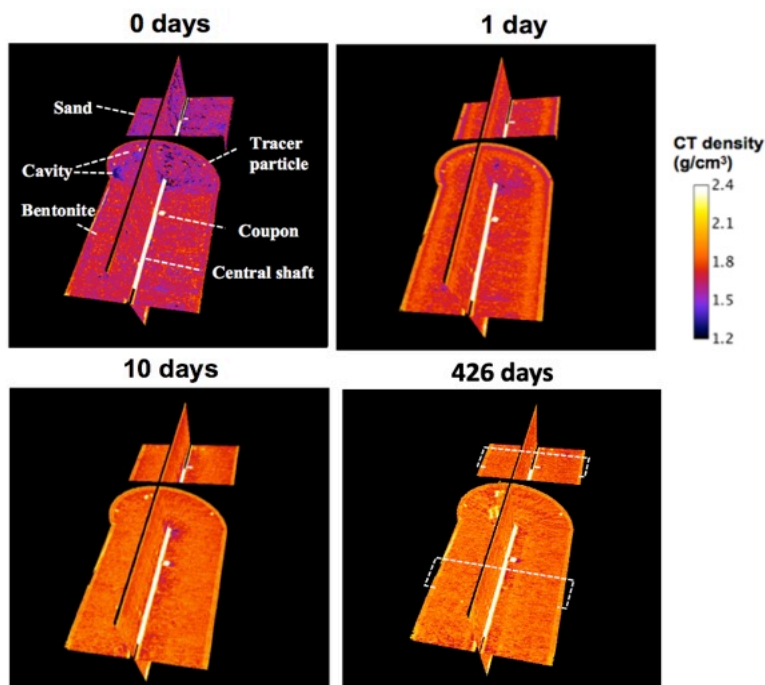 0 days
1 day
Sand
Tracer
particle
Cavity
Bentonite
Coupon
Central shaft
CT density
(g/cm³)
2.4
2.1
1.8
1.5
1.2
10 days
426 days